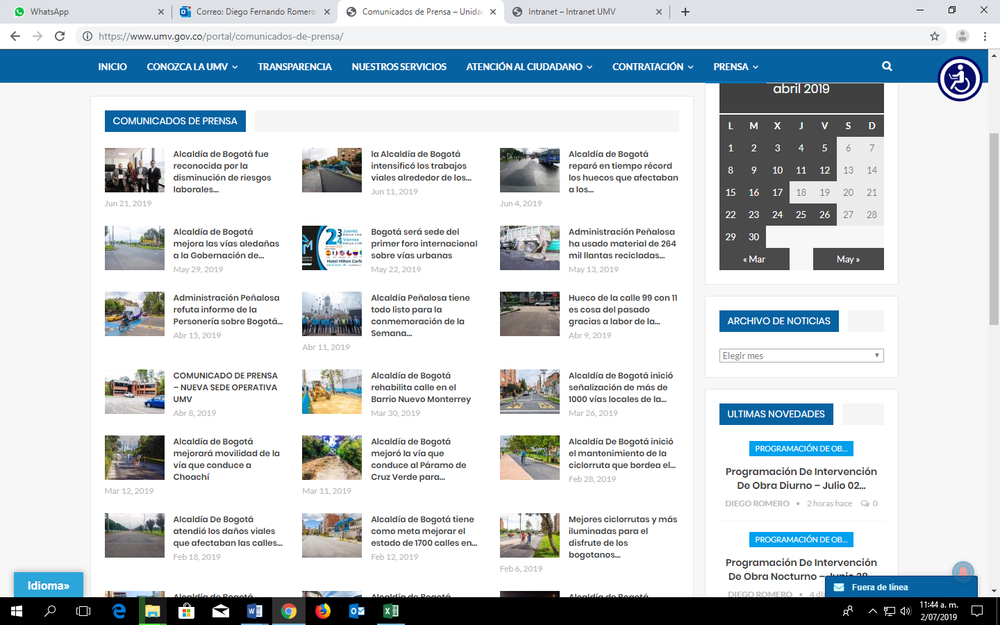 WhatsApp
Correo: Diego Fernando Romero
Comunicados de Prensa – Unida
Intranet – Intranet UMV
https://www.umv.gov.co/portal/comunicados-de-prensa/
INICIO CONOZCA LA UMV TRANSPARENCIA NUESTROS SERVICIOS ATENCIÓN AL CIUDADANO CONTRATACIÓN PRENSA
COMUNICADOS DE PRENSA
Alcaldía de Bogotá fue
reconocida por la
disminución de riesgos
laborales...
Jun 21, 2019
la Alcaldía de Bogotá
intensificó los trabajos
viales alrededor de los...
Jun 11, 2019
Alcaldía de Bogotá
reparó en tiempo récord
los huecos que afectaban
a los...
Jun 4, 2019
Alcaldía de Bogotá
mejora las vías aledañas
a la Gobernación de...
May 29, 2019
Jueves
Viernes
Hotel Hilton Corfe
Bogotá será sede del
primer foro internacional
sobre vías urbanas
May 22, 2019
Administración Peñalosa
ha usado material de 264
mil llantas recicladas...
May 13, 2019
Administración Peñalosa
refuta informe de la
Personería sobre Bogotá...
Abr 15, 2019
Alcaldía Peñalosa tiene
todo listo para la
conmemoración de la
Semana...
Abr 11, 2019
Hueco de la calle 99 con 11
es cosa del pasado
gracias a labor de la...
Abr 9, 2019
COMUNICADO DE PRENSA
– NUEVA SEDE OPERATIVA
UMV
Abr 8, 2019
Alcaldía de Bogotá
rehabilita calle en el
Barrio Nuevo Monterrey
Mar 30, 2019
Alcaldía de Bogotá inició
señalización de más de
1000 vías locales de la...
Mar 26, 2019
Alcaldía de Bogotá
mejorará movilidad de la
vía que conduce a
Choachí
Mar 12, 2019
Alcaldía de Bogotá
mejoró la vía que
conduce al Páramo de
Cruz Verde para...
Mar 11, 2019
Alcaldía De Bogotá inició
el mantenimiento de la
ciclorruta que bordea el...
Feb 28, 2019
Alcaldía De Bogotá
atendió los daños viales
que afectaban las calles...
Feb 18, 2019
Alcaldía de Bogotá tiene
como meta mejorar el
estado de 1700 calles en...
Feb 12, 2019
Mejores ciclorrutas y más
iluminadas para el
disfrute de los
bogotanos...
Feb 6, 2019
Alcaldía de Bogotá
Alcaldía de Bogotá
Alcaldía de Bogotá
abril 2019
L M X J V S D
1 2 3 4 5 6 7
8 9 10 11 12 13 14
15 16 17 18 19 20 21
22 23 24 25 26 27 28
29 30
« Mar May »
ARCHIVO DE NOTICIAS
Elegir mes
ULTIMAS NOVEDADES
PROGRAMACIÓN DE OB...
Programación De Intervención
De Obra Diurno – Julio 02...
DIEGO ROMERO • 2 horas hace 0
PROGRAMACIÓN DE OB...
Programación De Intervención
De Obra Nocturno – Junio 28
DIEGO ROMERO • 4 dí
Idioma»
Fuera de línea
11:44 a. m.
2/07/2019